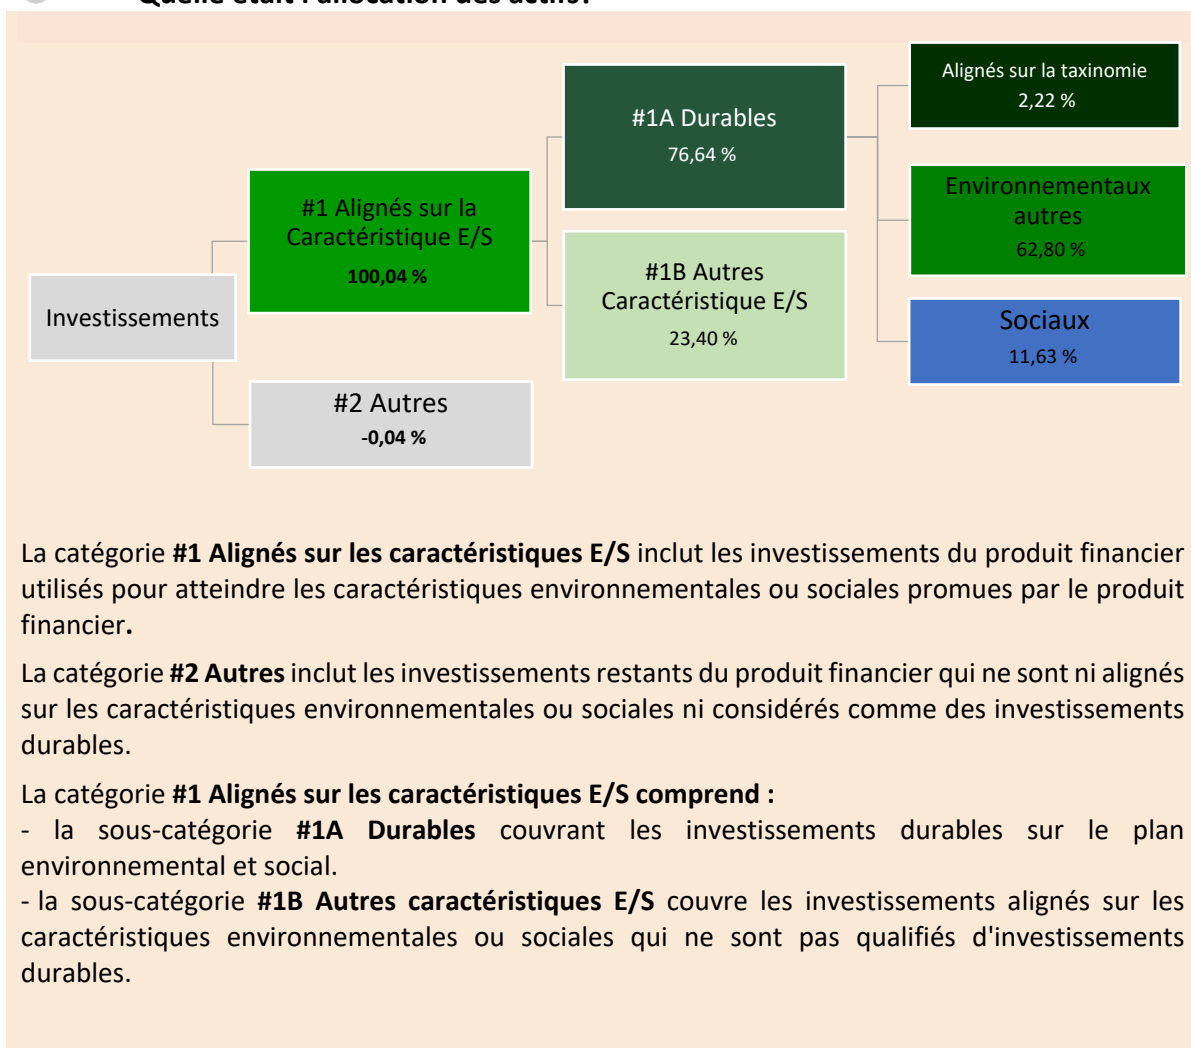 Quelle était l'allocation des actifs?
Alignés sur la taxinomie
2,22 %
#1A Durables
76,64 %
Environnementaux
autres
62,80 %
#1 Alignés sur la
Caractéristique E/S
100,04 %
#1B Autres
Caractéristique E/S
23,40 %
Investissements
Sociaux
11,63 %
#2 Autres
-0,04 %
La catégorie #1 Alignés sur les caractéristiques E/S inclut les investissements du produit financier
utilisés pour atteindre les caractéristiques environnementales ou sociales promues par le produit
financier.
La catégorie #2 Autres inclut les investissements restants du produit financier qui ne sont ni alignés
sur les caractéristiques environnementales ou sociales ni considérés comme des investissements
durables.
La catégorie #1 Alignés sur les caractéristiques E/S comprend :
- la sous-catégorie #1A Durables couvrant les investissements durables sur le plan
environnemental et social.
- la sous-catégorie #1B Autres caractéristiques E/S couvre les investissements alignés sur les
caractéristiques environnementales ou sociales qui ne sont pas qualifiés d'investissements
durables.